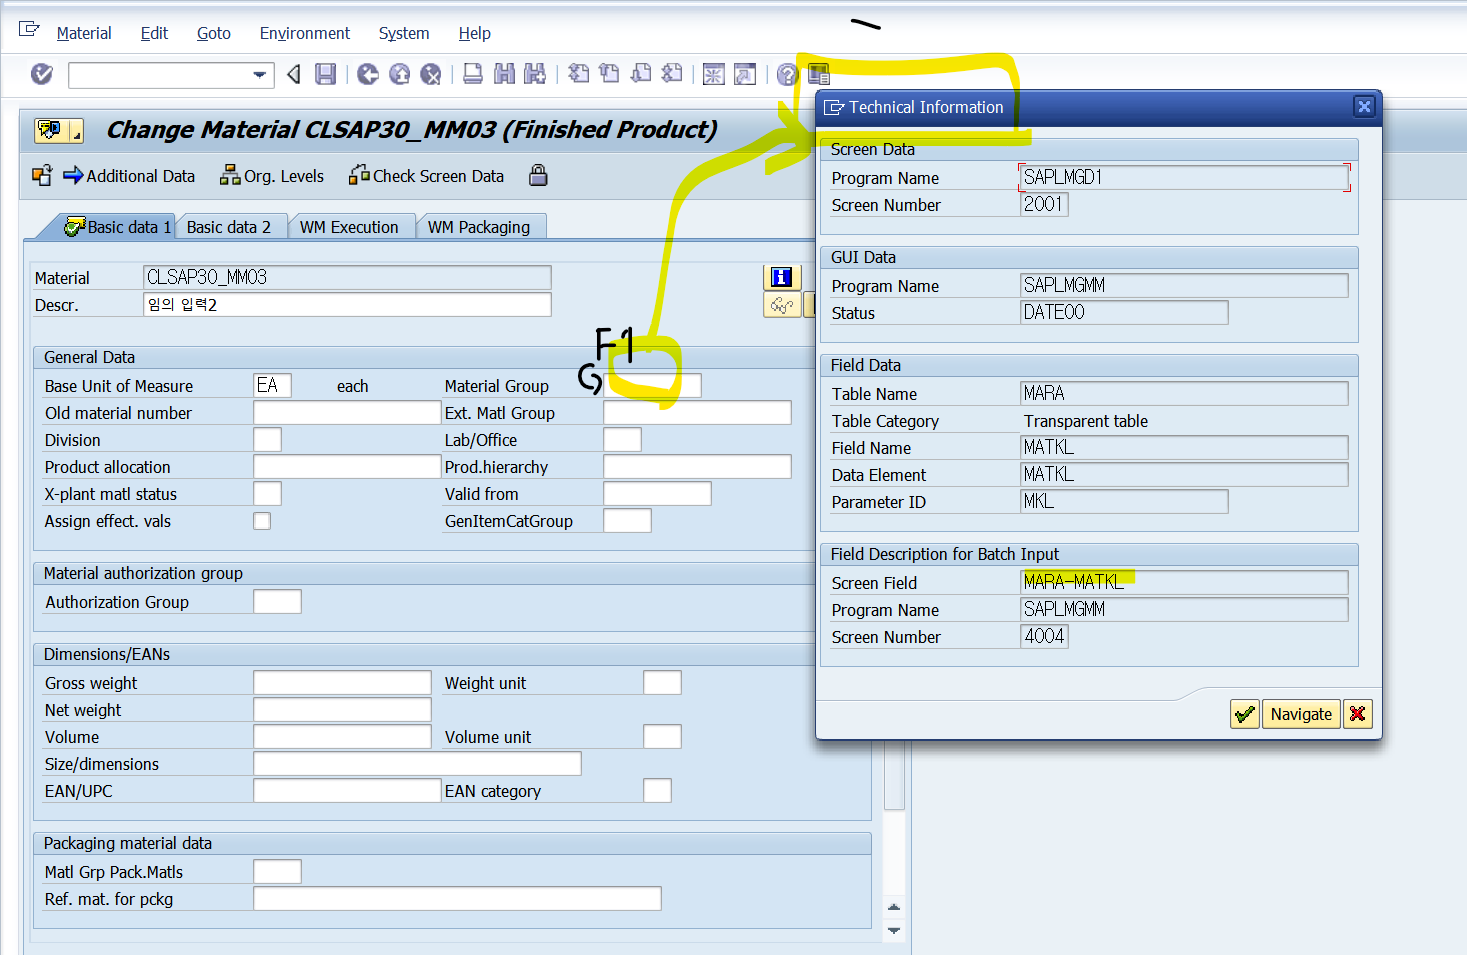 Material Edit Goto Environment System Help
Change Material CLSAP30_MM03 (Finished Product)
Additional Data Org. Levels Check Screen Data
Basic data 1 Basic data 2 WM Execution WM Packaging
Material CLSAP30_MM03
Descr. 임의 입력2
General Data
F1
Base Unit of Measure EA each Material Group
Old material number Ext. Matl Group
Division Lab/Office
Product allocation Prod.hierarchy
X-plant matl status Valid from
Assign effect. vals GenItemCatGroup
Material authorization group
Authorization Group
Dimensions/EANs
Gross weight Weight unit
Net weight
Volume Volume unit
Size/dimensions
EAN/UPC EAN category
Packaging material data
Matl Grp Pack.Matls
Ref. mat. for pckg
Technical Information
Screen Data
Program Name SAPLMGD1
Screen Number 2001
GUI Data
Program Name SAPLMGMM
Status DATE00
Field Data
Table Name MARA
Table Category Transparent table
Field Name MATKL
Data Element MATKL
Parameter ID MKL
Field Description for Batch Input
Screen Field MARA-MATKL
Program Name SAPLMGMM
Screen Number 4004
Navigate